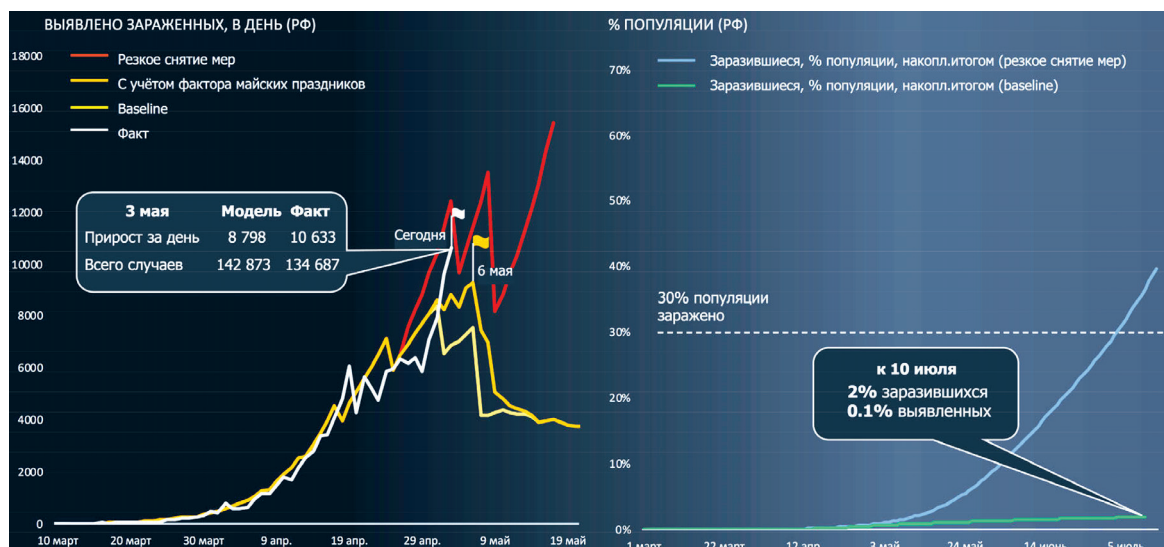 ВЫЯВЛЕНО ЗАРАЖЕННЫХ, В ДЕНЬ (РФ)
18000
16000
14000
12000
10000
8000
6000
4000
2000
0
Резкое снятие мер
С учётом фактора майских праздников
Baseline
Факт
3 мая Модель Факт
Прирост за день 8 798 10 633
Всего случаев 142 873 134 687
Сегодня
6 мая
10 март 20 март 30 март 9 апр. 19 апр. 29 апр. 9 май 19 май
% ПОПУЛЯЦИИ (РФ)
70%
60%
50%
40%
30%
20%
10%
0%
Заразившиеся, % популяции, накопл.итогом (резкое снятие мер)
Заразившиеся, % популяции, накопл.итогом (baseline)
30% популяции
заражено
к 10 июля
2% заразившихся
0.1% выявленных
1 март 22 март 12 апр. 3 май 24 май 14 июнь 5 июль